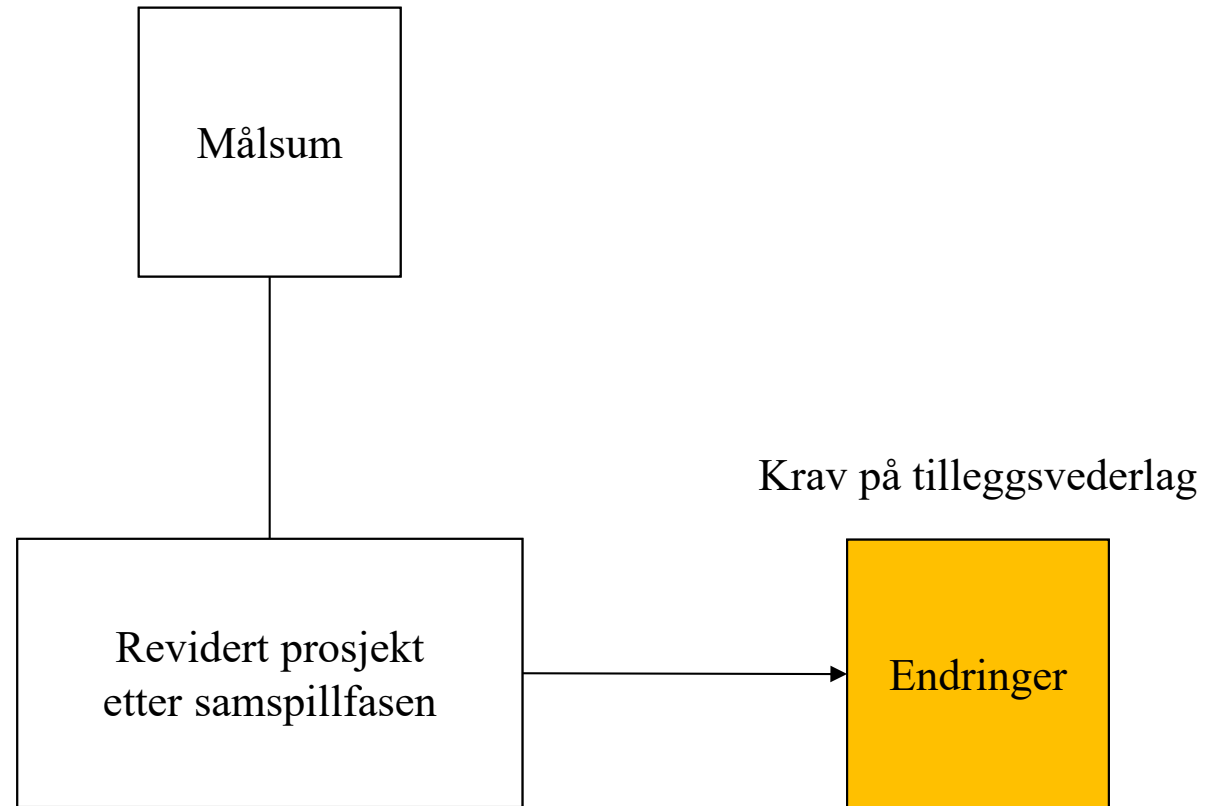 Målsum
Krav på tilleggsvederlag
Revidert prosjekt
etter samspillfasen
Endringer